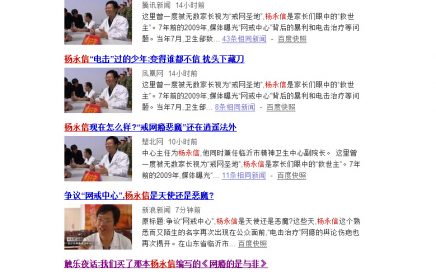 腾讯新闻 14小时前
这里曾一度被无数家长视为“戒网圣地”,杨永信是家长们眼中的“救世
主”。7年前的2009年,媒体曝光“网戒中心”背后的暴利和电击治疗等问
题。当年7月,卫生部致... 43条相同新闻 - 百度快照
杨永信“电击”过的少年:变得谁都不信 枕头下藏刀
凤凰网 14小时前
这里曾一度被无数家长视为“戒网圣地”,杨永信是家长们眼中的“救世
主”。7年前的2009年,媒体曝光“网戒中心”背后的暴利和电击治疗等问
题。当年7月,卫生部致... 8条相同新闻 - 百度快照
杨永信现在怎么样?“戒网瘾恶魔”还在逍遥法外
楚北网 10小时前
中心主任为杨永信,他同时兼任临沂市精神卫生中心副院长。 这里曾一
度被无数家长视为“戒网圣地”,杨永信是家长们眼中的“救世主”。7年
前的2009年,媒体曝光“... 11条相同新闻 - 百度快照
争议“网戒中心”,杨永信是天使还是恶魔?
新浪新闻 7分钟前
原标题:争议“网戒中心”,杨永信是天使还是恶魔?这些天,杨永信这个熟
悉而又陌生的名字再次出现在公众面前,“电击治疗”网瘾的舆论伤疤也
再次揭开。在山东省临沂市... 百度快照
触乐夜话:我们买了那本杨永信编写的《网瘾的是与非》